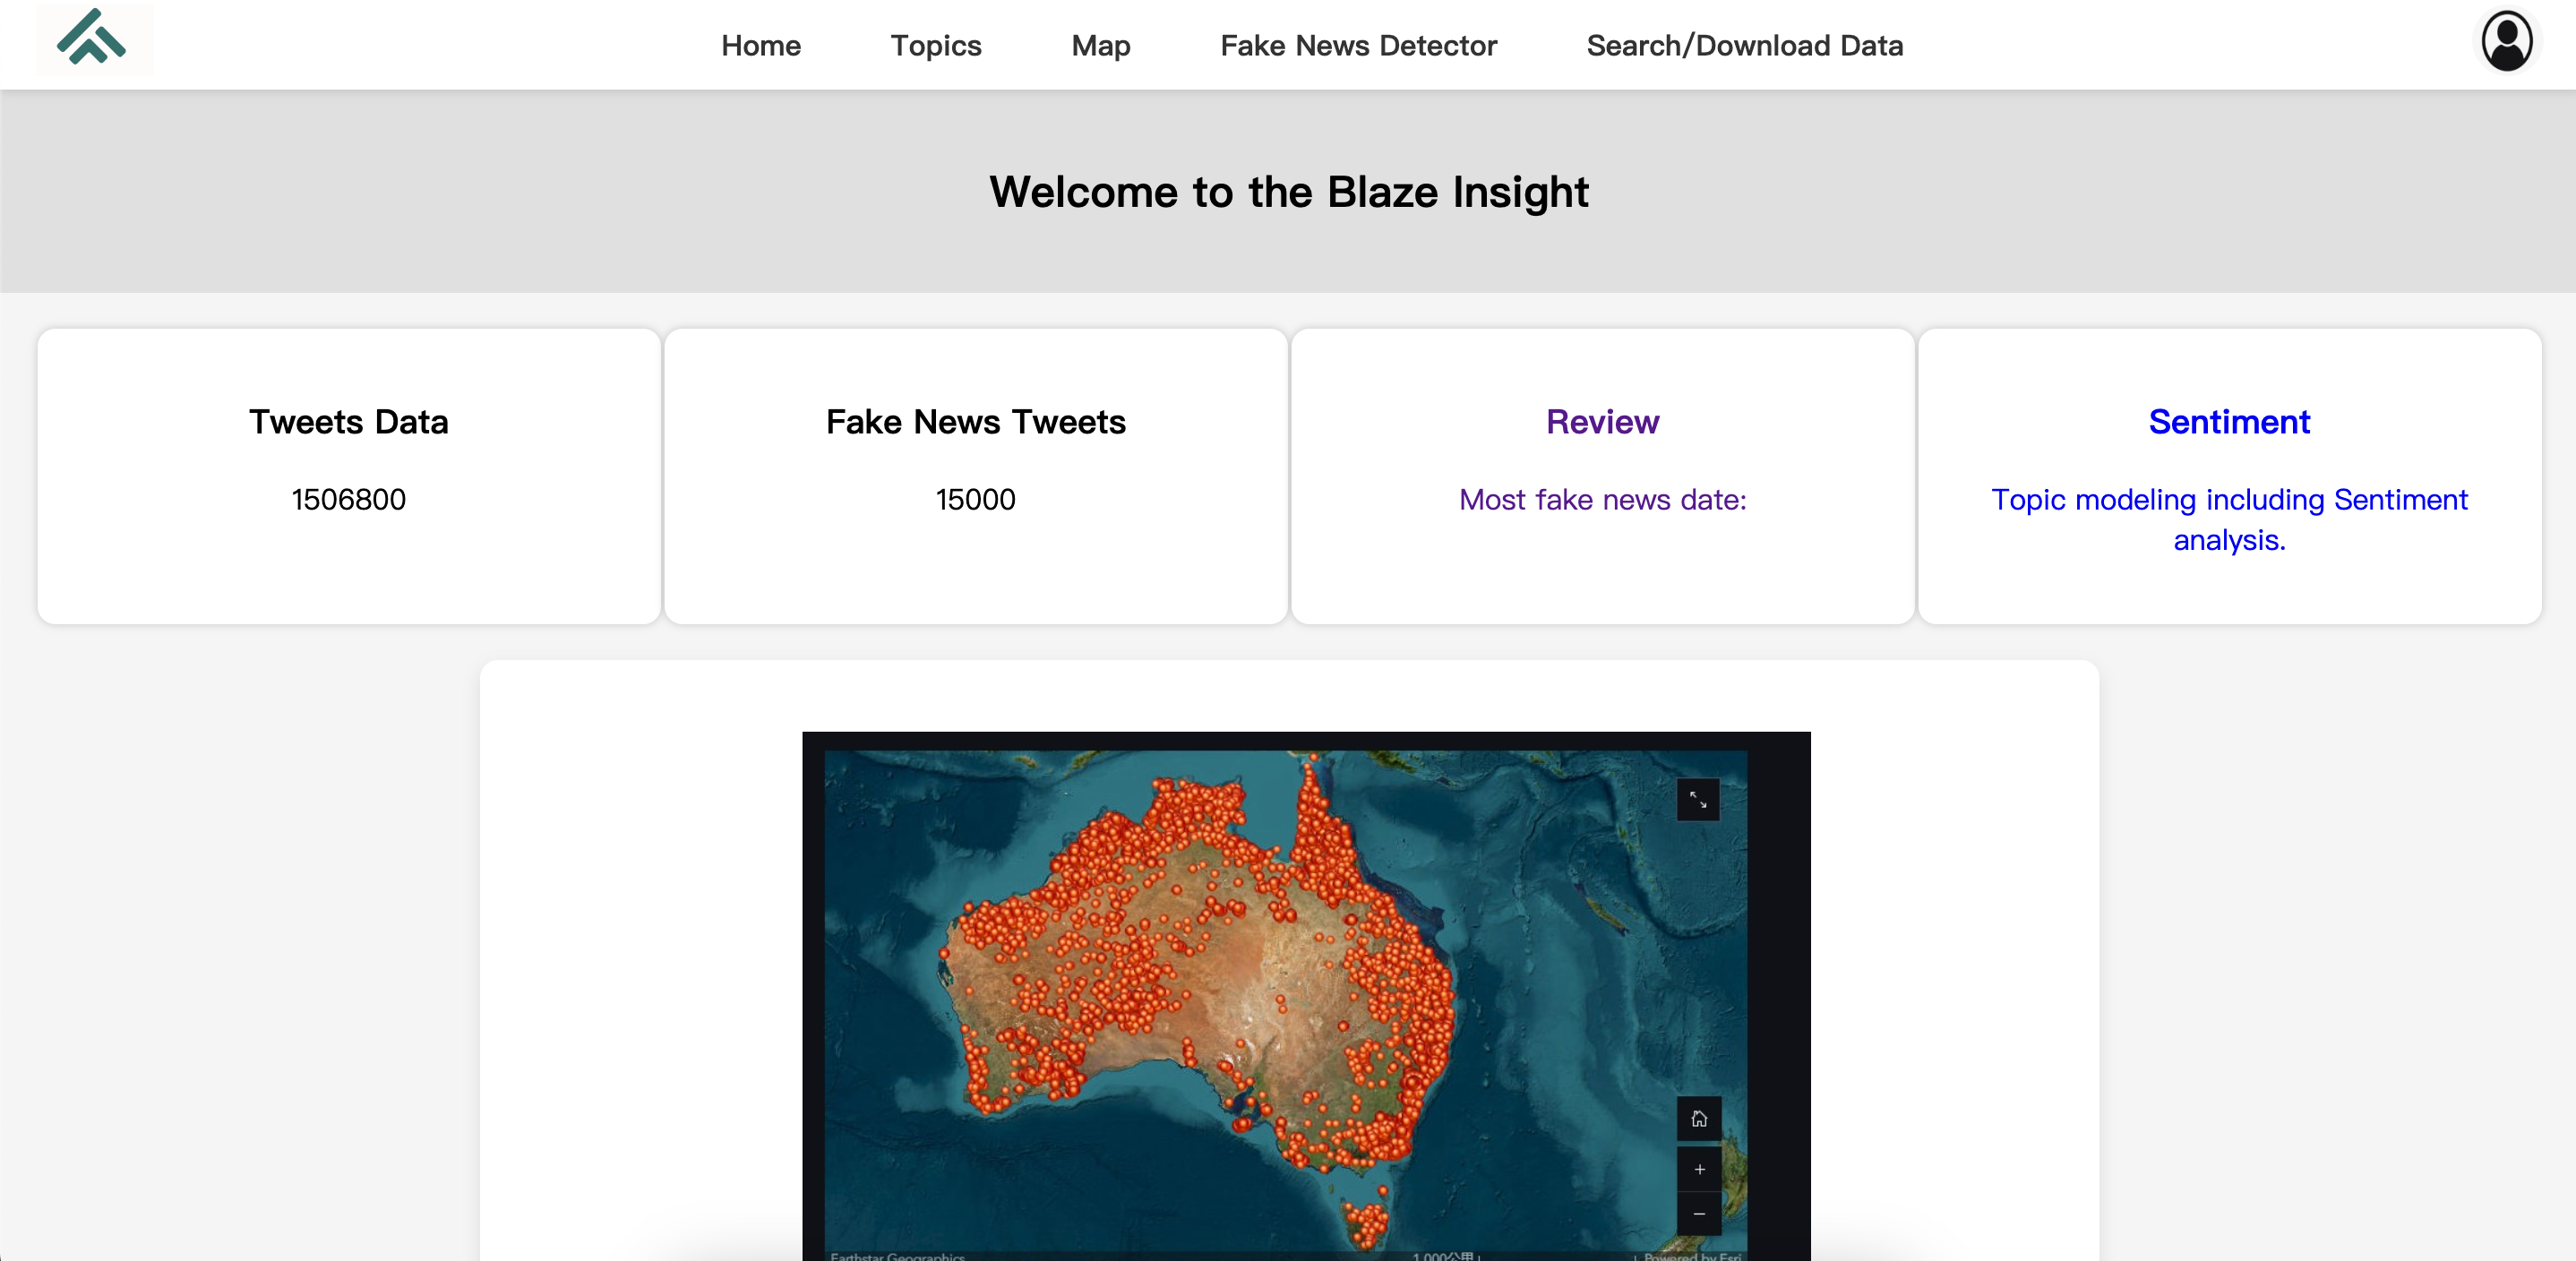 Home Topics Map Fake News Detector Search/Download Data
Welcome to the Blaze Insight
Tweets Data
1506800
Fake News Tweets
15000
Review
Most fake news date:
Sentiment
Topic modeling including Sentiment
analysis.
Earthstar Geographics
1,000公里
Powered by Esri